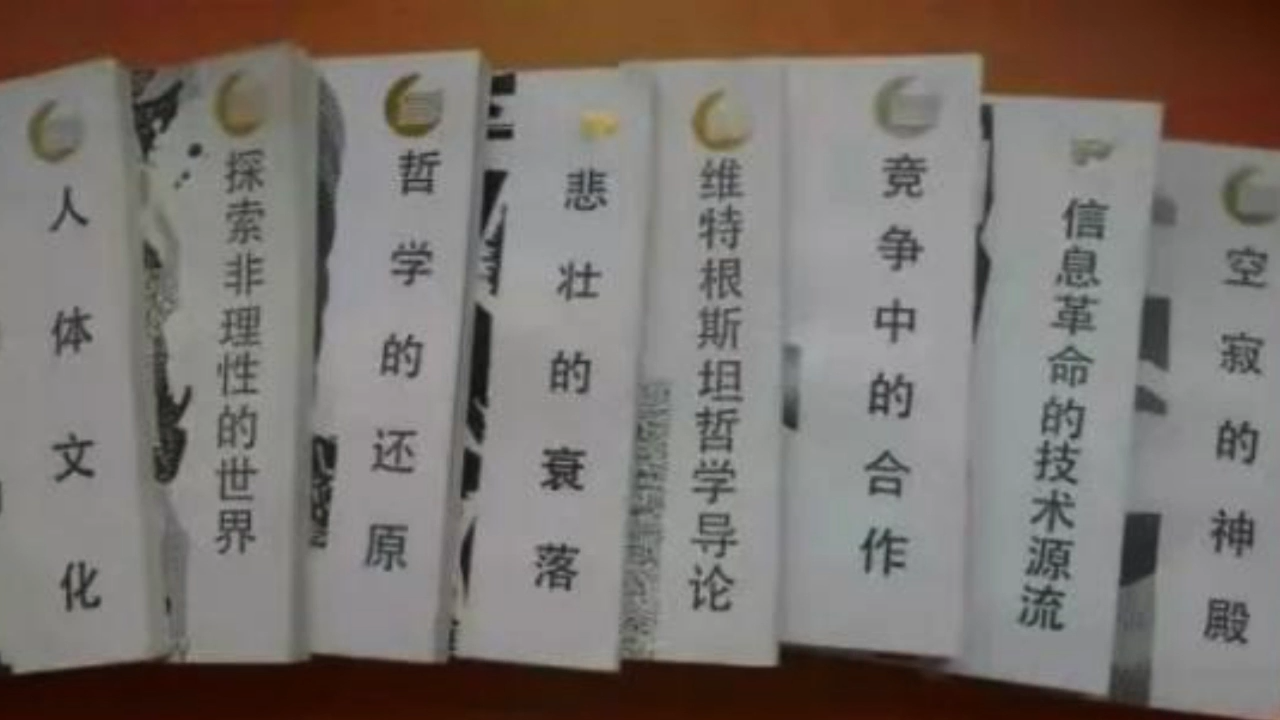 人体文化
探索非理性的世界
哲学的还原
悲壮的衰落
维特根斯坦哲学导论
竞争中的合作
信息革命的技术源流
空寂的神殿